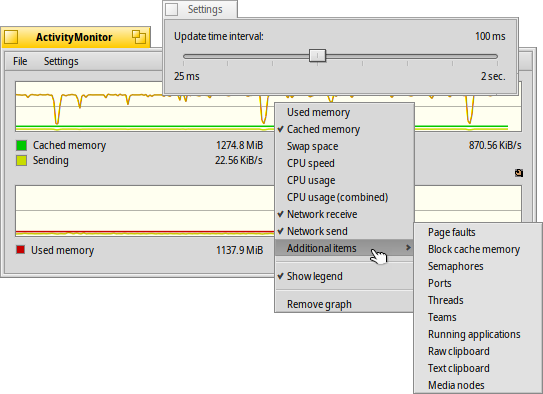 Settings
ActivityMonitor
Update time interval: 100 ms
25 ms 2 sec.
File Settings
Cached memory 1274.8 MiB 870.56 KiB/s
Sending 22.56 KiB/s
Used memory 1137.9 MiB
Used memory
Cached memory
Swap space
CPU speed
CPU usage
CPU usage (combined)
Network receive
Network send
Additional items
Show legend
Remove graph
Page faults
Block cache memory
Semaphores
Ports
Threads
Teams
Running applications
Raw clipboard
Text clipboard
Media nodes